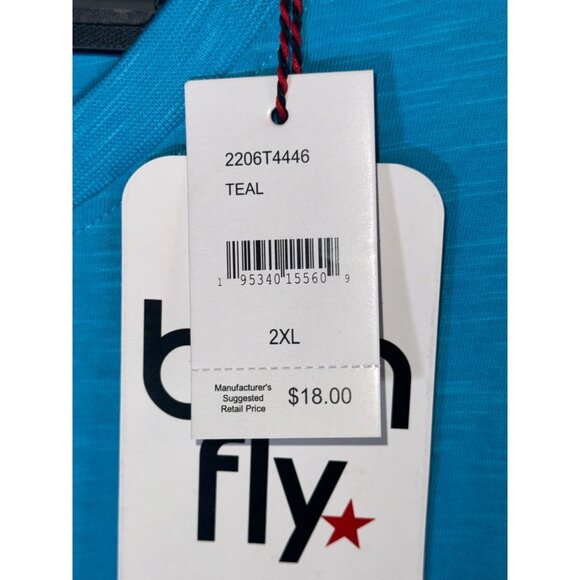 2206T4446
TEAL
1 95340 15560 9
2XL
Manufacturer's
Suggested
Retail Price
$18.00
fly